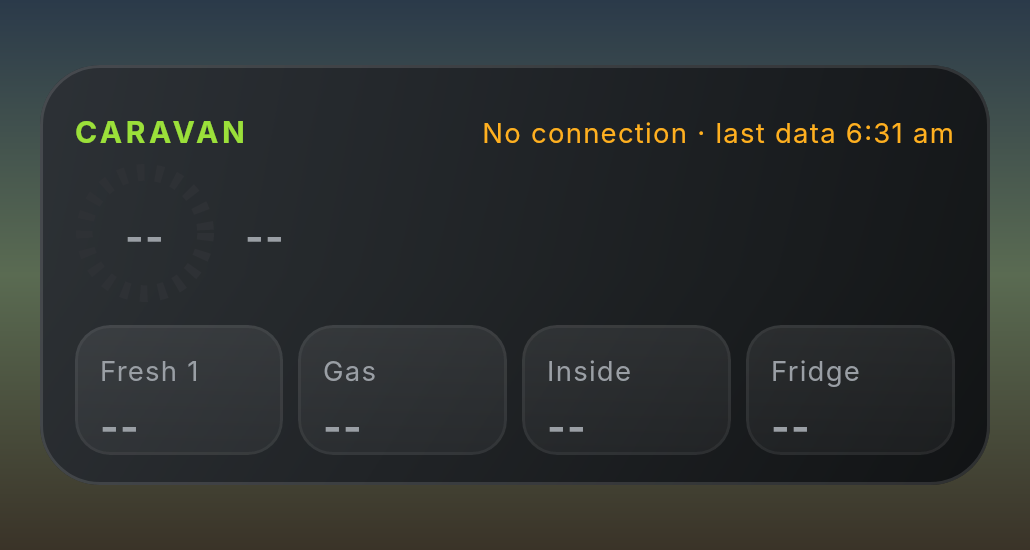 CARAVAN No connection · last data 6:31 am
-- --
Fresh 1 Gas Inside Fridge
-- -- -- --